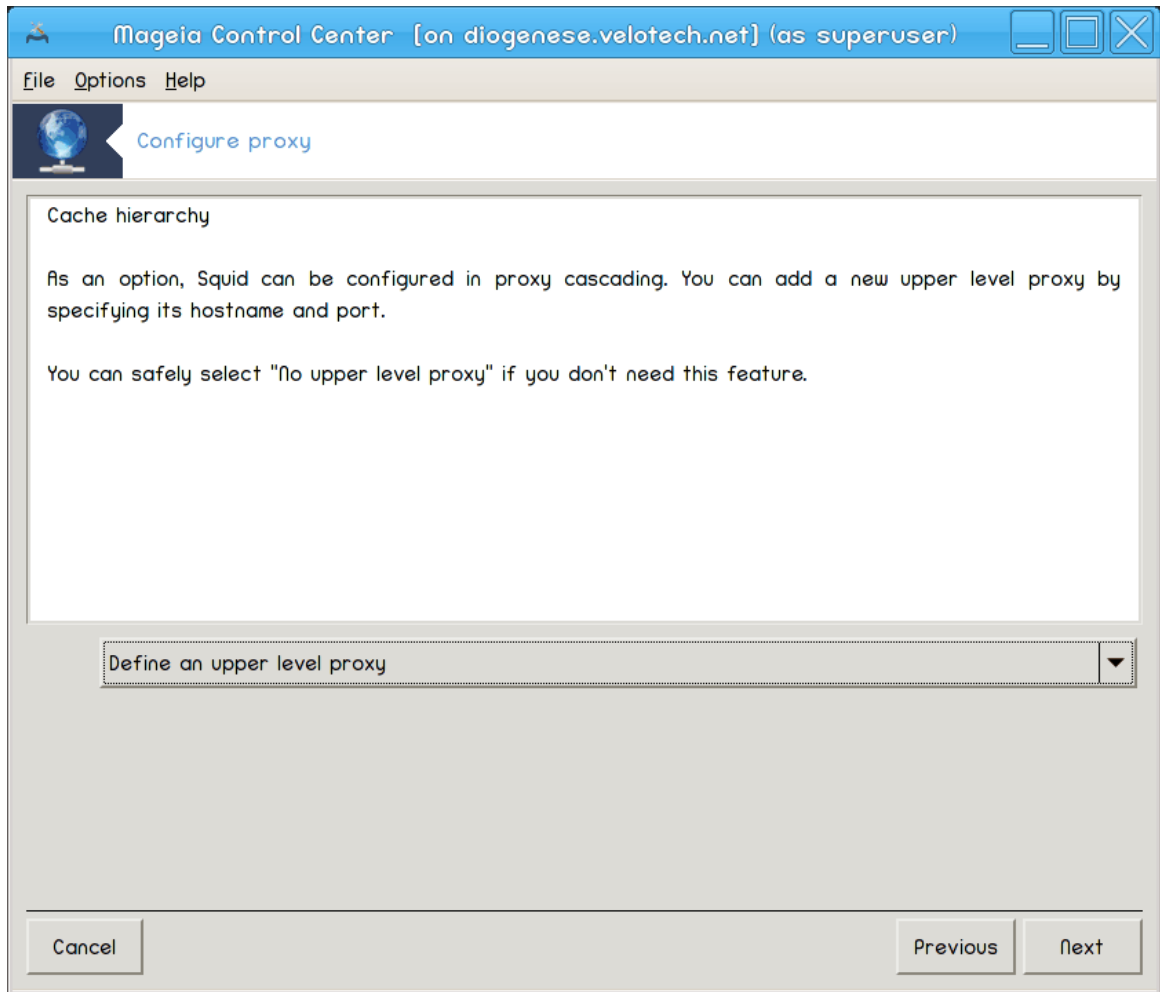 Mageia Control Center [on diogenese.velotech.net] (as superuser)
File Options Help
Configure proxy
Cache hierarchy
As an option, Squid can be configured in proxy cascading. You can add a new upper level proxy by
specifying its hostname and port.
You can safely select "No upper level proxy" if you don't need this feature.
Define an upper level proxy
Cancel Previous Next